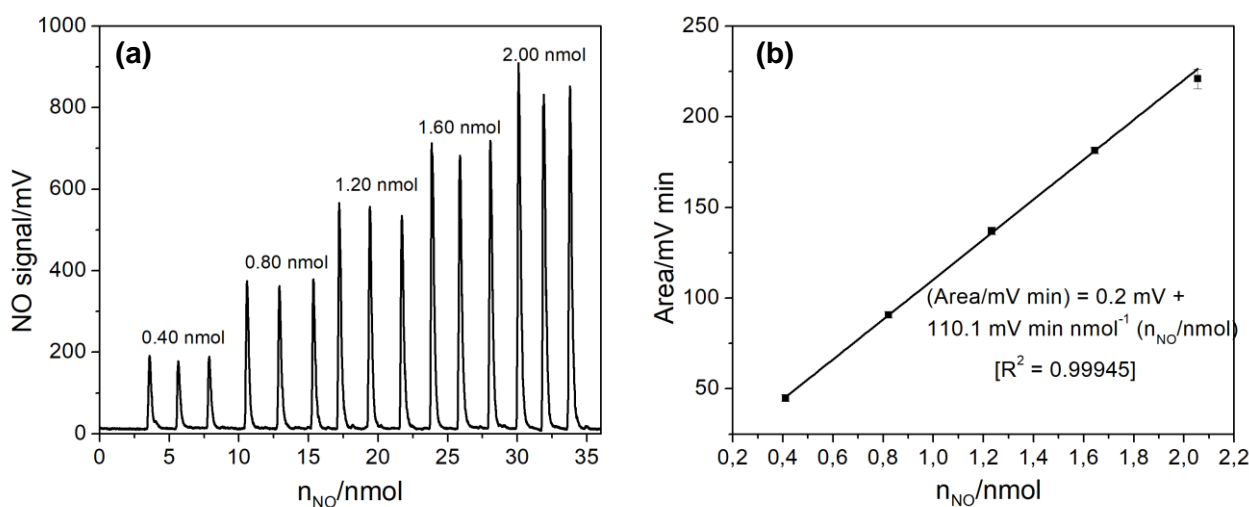 (a)
1000
800
600
400
200
0
NO signal/mV
0.40 nmol
0.80 nmol
1.20 nmol
1.60 nmol
2.00 nmol
0 5 10 15 20 25 30 35
n_NO/nmol
(b)
250
200
150
100
50
Area/mV min
(Area/mV min) = 0.2 mV +
110.1 mV min nmol⁻¹ (n_NO/nmol)
[R² = 0.99945]
0,2 0,4 0,6 0,8 1,0 1,2 1,4 1,6 1,8 2,0 2,2
n_NO/nmol